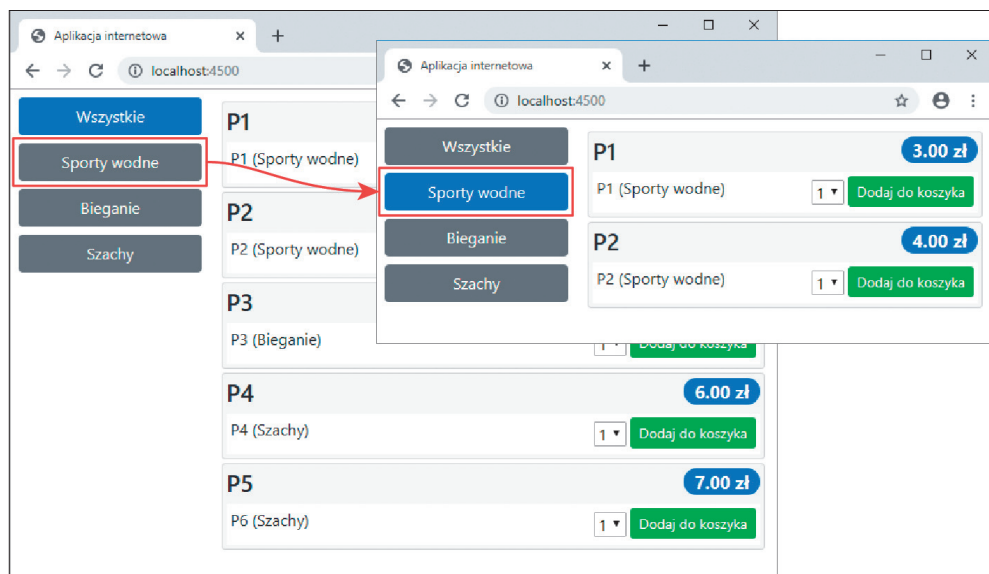 Aplikacja internetowa
localhost:4500
Wszystkie
Sporty wodne
Bieganie
Szachy
P1
P1 (Sporty wodne)
P2
P2 (Sporty wodne)
P3
P3 (Bieganie)
1 Dodaj do koszyka
P4
6.00 zł
P4 (Szachy)
1 Dodaj do koszyka
P5
7.00 zł
P6 (Szachy)
1 Dodaj do koszyka
Aplikacja internetowa
localhost:4500
Wszystkie
Sporty wodne
Bieganie
Szachy
P1
3.00 zł
P1 (Sporty wodne)
1 Dodaj do koszyka
P2
4.00 zł
P2 (Sporty wodne)
1 Dodaj do koszyka